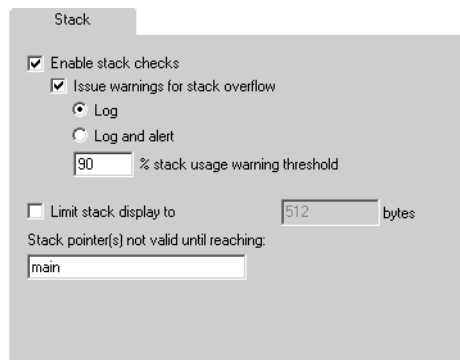 Stack
Enable stack checks
Issue warnings for stack overflow
Log
Log and alert
90 % stack usage warning threshold
Limit stack display to 512 bytes
Stack pointer(s) not valid until reaching:
main